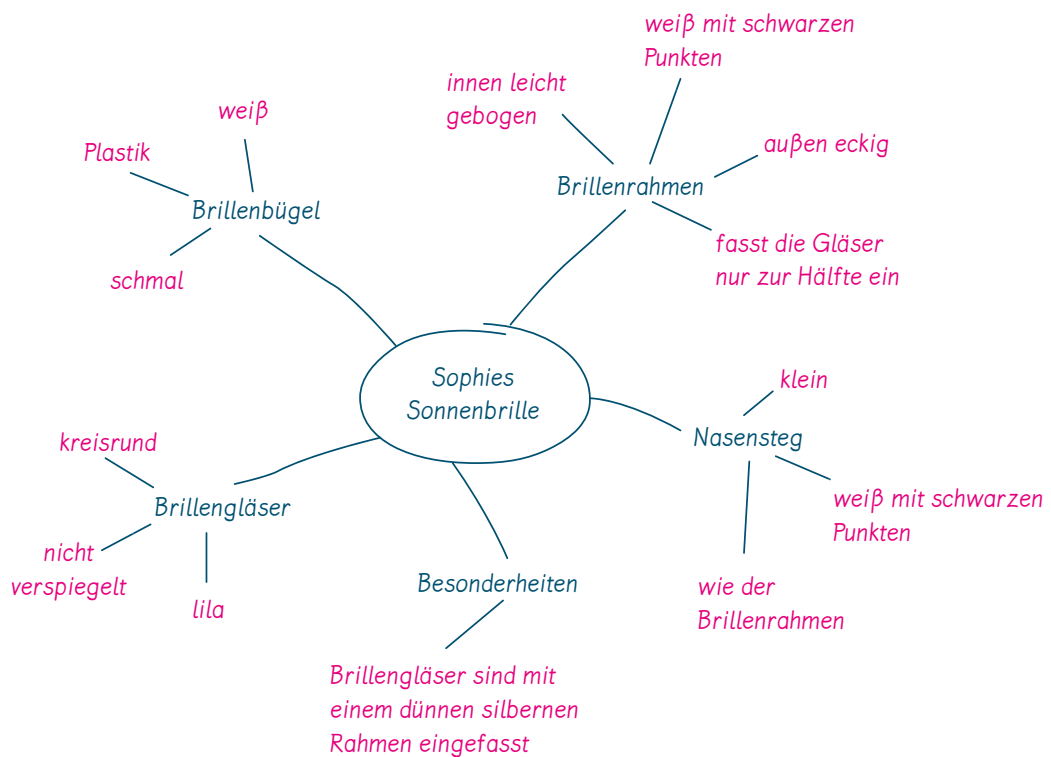 Sophies
Sonnenbrille
Brillenbügel
weiß
Plastik
schmal
Brillenrahmen
innen leicht
gebogen
weiß mit schwarzen
Punkten
außen eckig
fasst die Gläser
nur zur Hälfte ein
Nasensteg
klein
weiß mit schwarzen
Punkten
wie der
Brillenrahmen
Besonderheiten
Brillengläser sind mit
einem dünnen silbernen
Rahmen eingefasst
Brillengläser
kreisrund
nicht
verspiegelt
lila